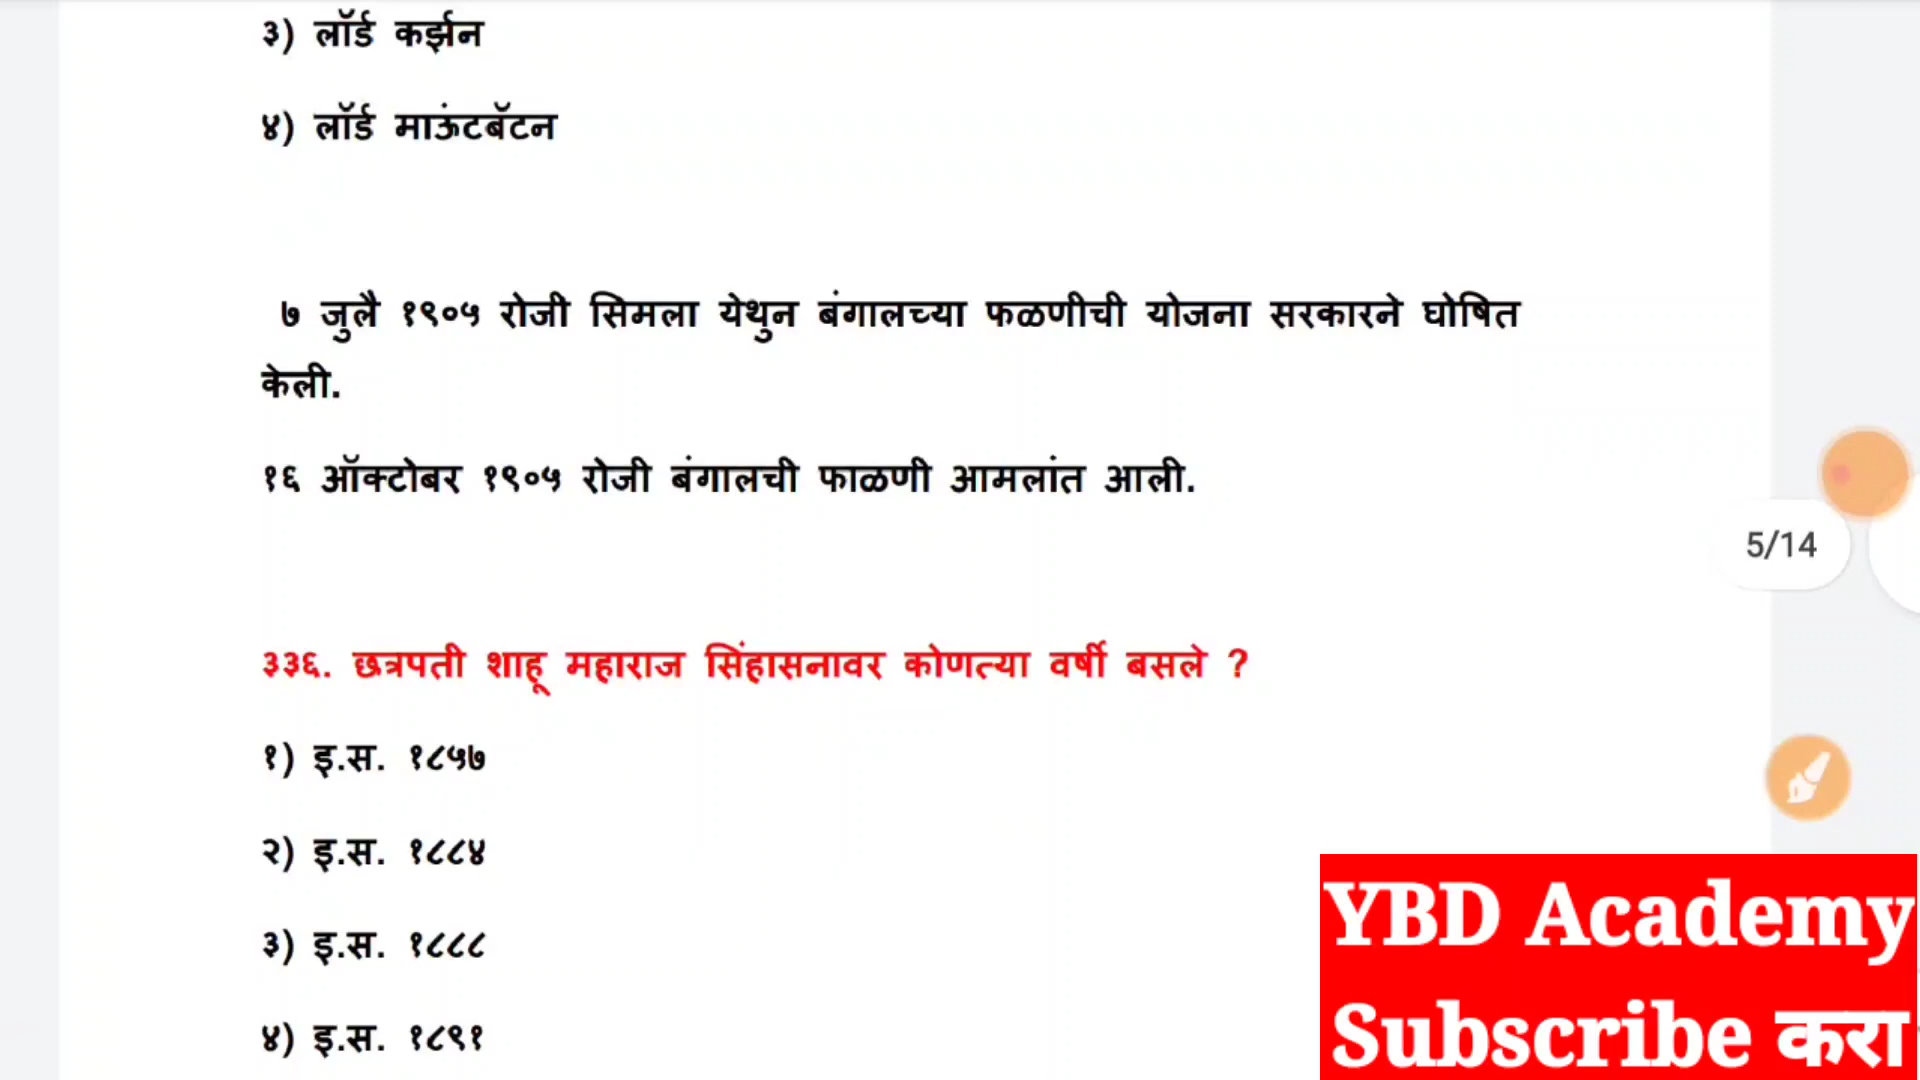 ३) लॉर्ड कर्झन
४) लॉर्ड माऊंटबॅटन
७ जुलै १९०५ रोजी सिमला येथुन बंगालच्या फळणीची योजना सरकारने घोषित
केली.
१६ ऑक्टोबर १९०५ रोजी बंगालची फाळणी आमलांत आली.
5/14
३३६. छत्रपती शाहू महाराज सिंहासनावर कोणत्या वर्षी बसले ?
१) इ.स. १८५७
२) इ.स. १८८४
३) इ.स. १८८८
४) इ.स. १८९१
YBD Academy
Subscribe करा